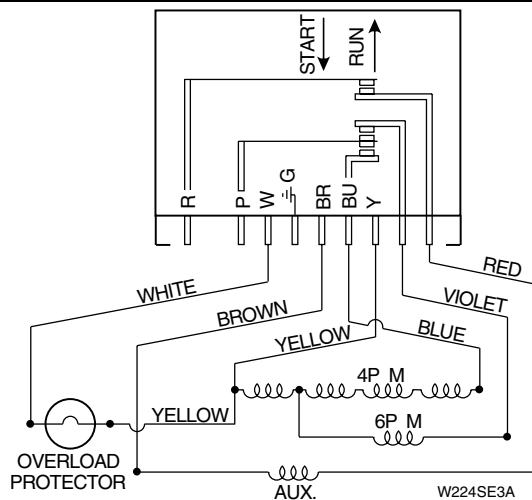 START
RUN
R
P
W
G
BR
BU
Y
RED
WHITE
VIOLET
BROWN
BLUE
YELLOW
4P M
YELLOW
6P M
OVERLOAD
PROTECTOR
AUX.
W224SE3A